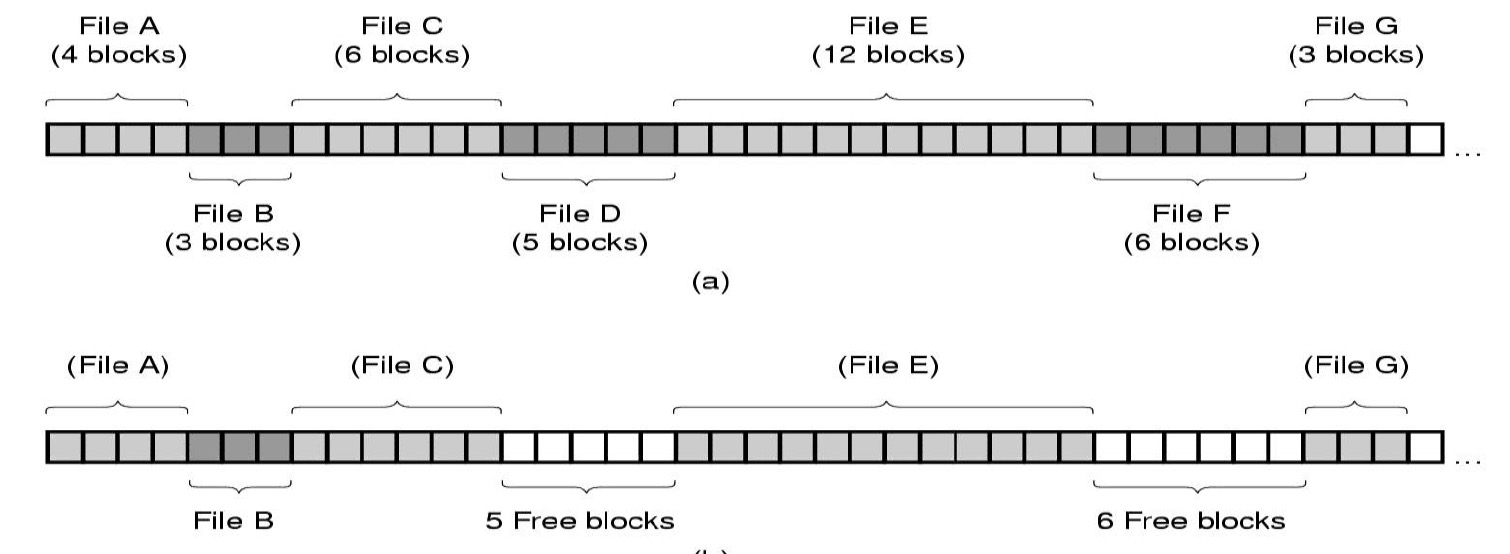 File A
(4 blocks)
File C
(6 blocks)
File E
(12 blocks)
File G
(3 blocks)
...
File B
(3 blocks)
File D
(5 blocks)
File F
(6 blocks)
(a)
(File A)
(File C)
(File E)
(File G)
...
File B
5 Free blocks
6 Free blocks